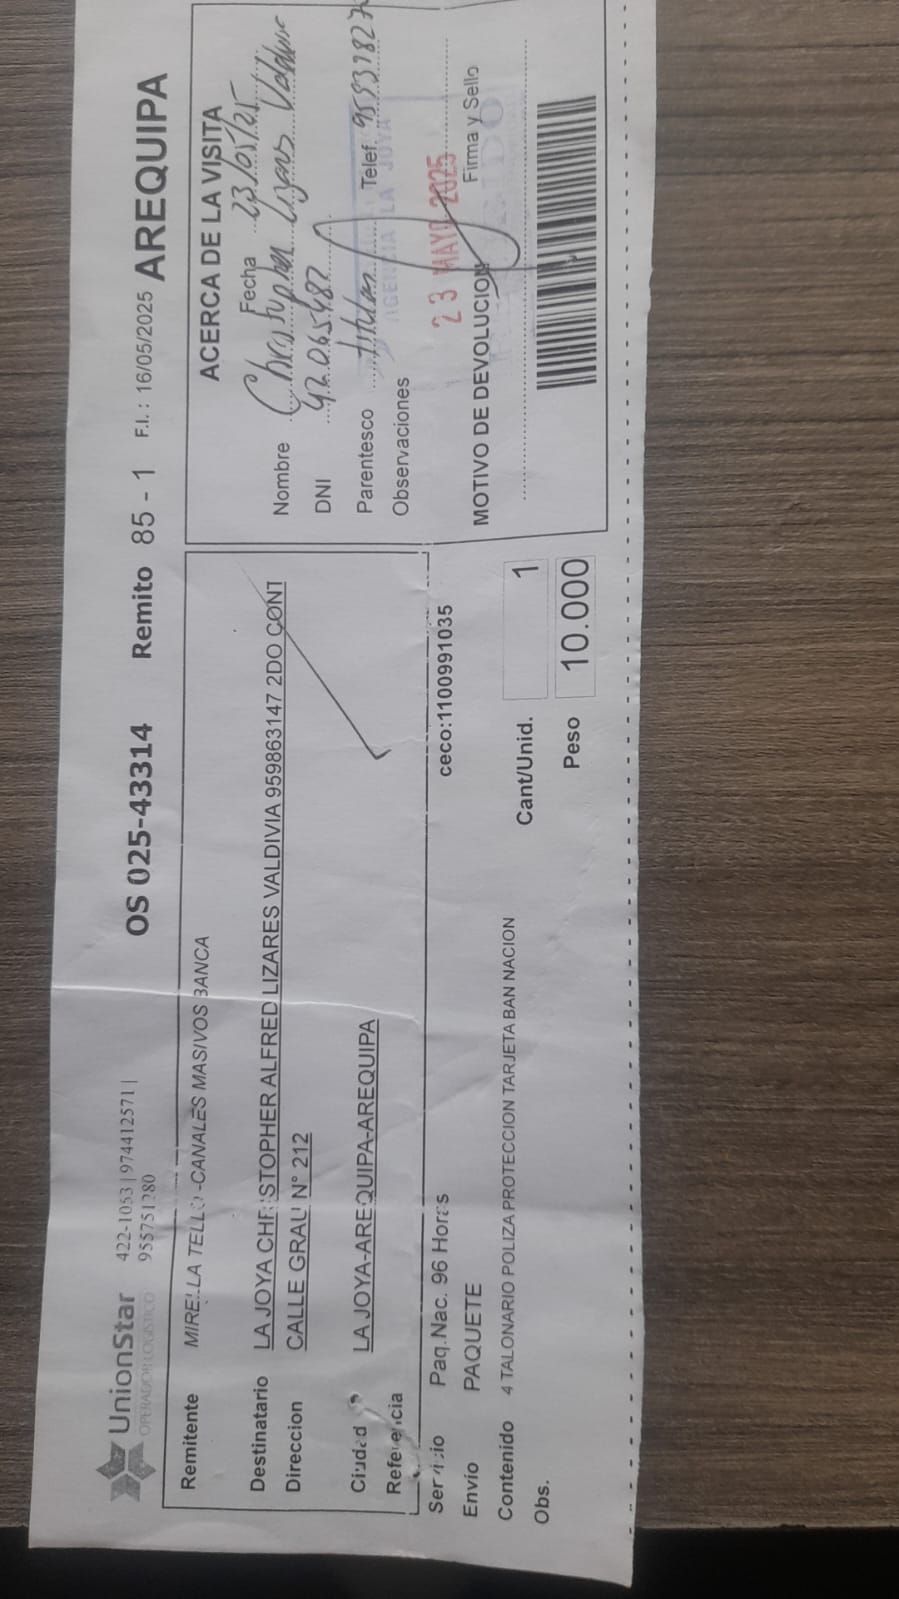 UnionStar
OPERADOR LOGISTICO
422-1053 | 974412571 |
955751280
OS 025-43314 Remito 85 - 1 F.I.: 16/05/2025 AREQUIPA
Remitente MIRELLA TELLO-CANALES MASIVOS BANCA
Destinatario LA JOYA CHRISTOPHER ALFRED LIZARES VALDIVIA 959863147 2DO CONT
Direccion CALLE GRAU N° 212
Ciudad LA JOYA-AREQUIPA-AREQUIPA
Referencia
Servicio Paq.Nac. 96 Horas ceco:1100991035
Envío PAQUETE
Contenido 4 TALONARIO POLIZA PROTECCION TARJETA BAN NACION
Obs.
Cant/Unid. 1
Peso 10.000
ACERCA DE LA VISITA
Fecha 23/05/25
Nombre Christopher Lizares
DNI
Parentesco titular Telef.
Observaciones
AGENCIA LA JOYA
23 MAYO 2025
MOTIVO DE DEVOLUCION Firma y Sello